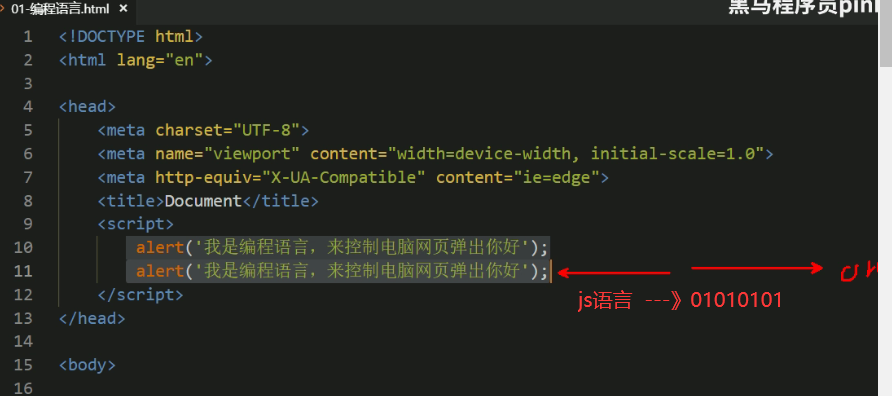 01-编程语言.html ×
黑马程序员pin
1 <!DOCTYPE html>
2 <html lang="en">
3
4 <head>
5 <meta charset="UTF-8">
6 <meta name="viewport" content="width=device-width, initial-scale=1.0">
7 <meta http-equiv="X-UA-Compatible" content="ie=edge">
8 <title>Document</title>
9 <script>
10 alert('我是编程语言，来控制电脑网页弹出你好');
11 alert('我是编程语言，来控制电脑网页弹出你好');
12 </script>
js语言 ---》01010101
13 </head>
14
15 <body>
16